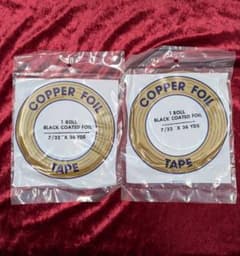 COPPER FOIL
1 ROLL
BLACK COATED FOIL
7/32" X 36 YDS
TAPE
COPPER FOIL
1 ROLL
BLACK COATED FOIL
7/32" X 36 YDS
TAPE